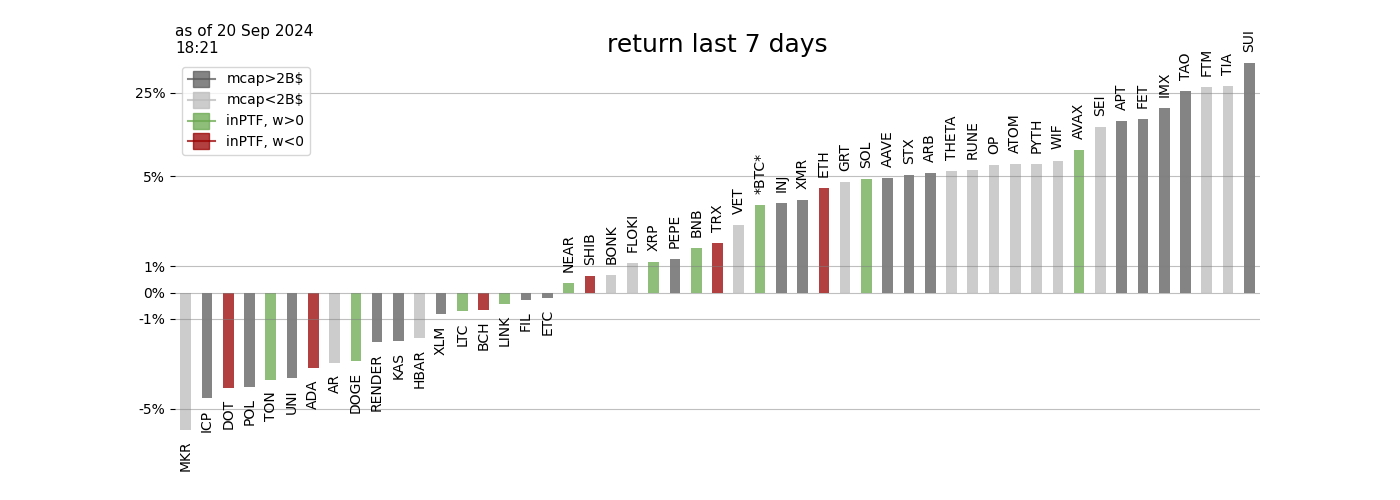 as of 20 Sep 2024
18:21
return last 7 days
mcap>2B$
mcap<2B$
inPTF, w>0
inPTF, w<0
25%
5%
1%
0%
-1%
-5%
MKR
ICP
DOT
POL
TON
UNI
ADA
AR
DOGE
RENDER
KAS
HBAR
XLM
LTC
BCH
LINK
FIL
ETC
NEAR
SHIB
BONK
FLOKI
XRP
PEPE
BNB
TRX
VET
*BTC*
INJ
XMR
ETH
GRT
SOL
AAVE
STX
ARB
THETA
RUNE
OP
ATOM
PYTH
WIF
AVAX
SEI
APT
FET
IMX
TAO
FTM
TIA
SUI